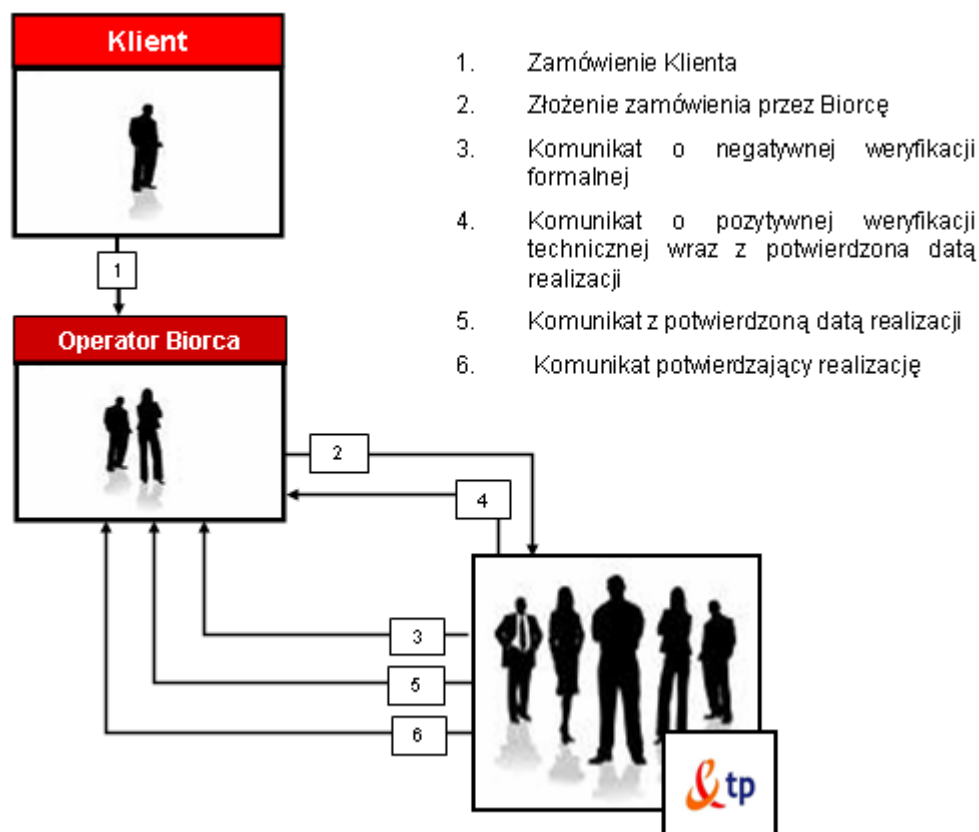 Klient
1. Zamówienie Klienta
2. Złożenie zamówienia przez Biorcę
3. Komunikat o negatywnej weryfikacji
formalnej
4. Komunikat o pozytywnej weryfikacji
technicznej wraz z potwierdzona datą
realizacji
5. Komunikat z potwierdzoną datą realizacji
6. Komunikat potwierdzający realizację
1
Operator Biorca
2
4
3
5
6
tp